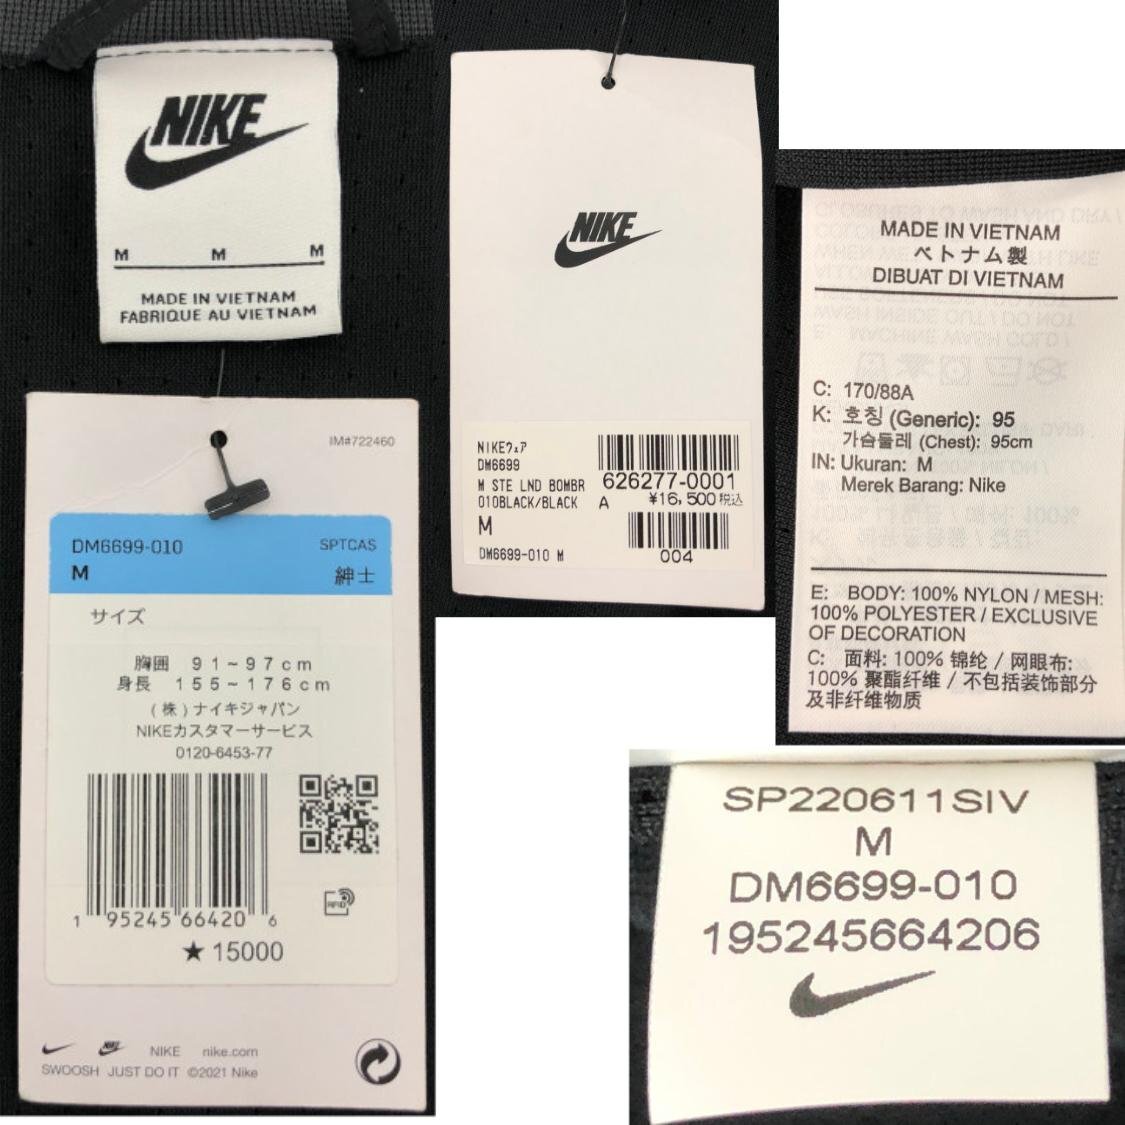 NIKE
M M M
MADE IN VIETNAM
FABRIQUE AU VIETNAM
IM#722460
DM6699-010 SPTCAS
M 紳士
サイズ
胸囲 91~97cm
身長 155~176cm
(株)ナイキジャパン
NIKEカスタマーサービス
0120-6453-77
RFID
1 95245 66420 6
★ 15000
NIKE nike.com
SWOOSH JUST DO IT ©2021 Nike
NIKE
NIKEウェア
DM6699
M STE LND BOMBR
010BLACK/BLACK
M
DM6699-010 M
626277-0001
A ¥16,500税込
004
MADE IN VIETNAM
ベトナム製
DIBUAT DI VIETNAM
C: 170/88A
K: 호칭 (Generic): 95
가슴둘레 (Chest): 95cm
IN: Ukuran: M
Merek Barang: Nike
E: BODY: 100% NYLON / MESH:
100% POLYESTER / EXCLUSIVE
OF DECORATION
C: 面料: 100% 锦纶 / 网眼布:
100% 聚酯纤维 / 不包括装饰部分
及非纤维物质
SP220611SIV
M
DM6699-010
195245664206